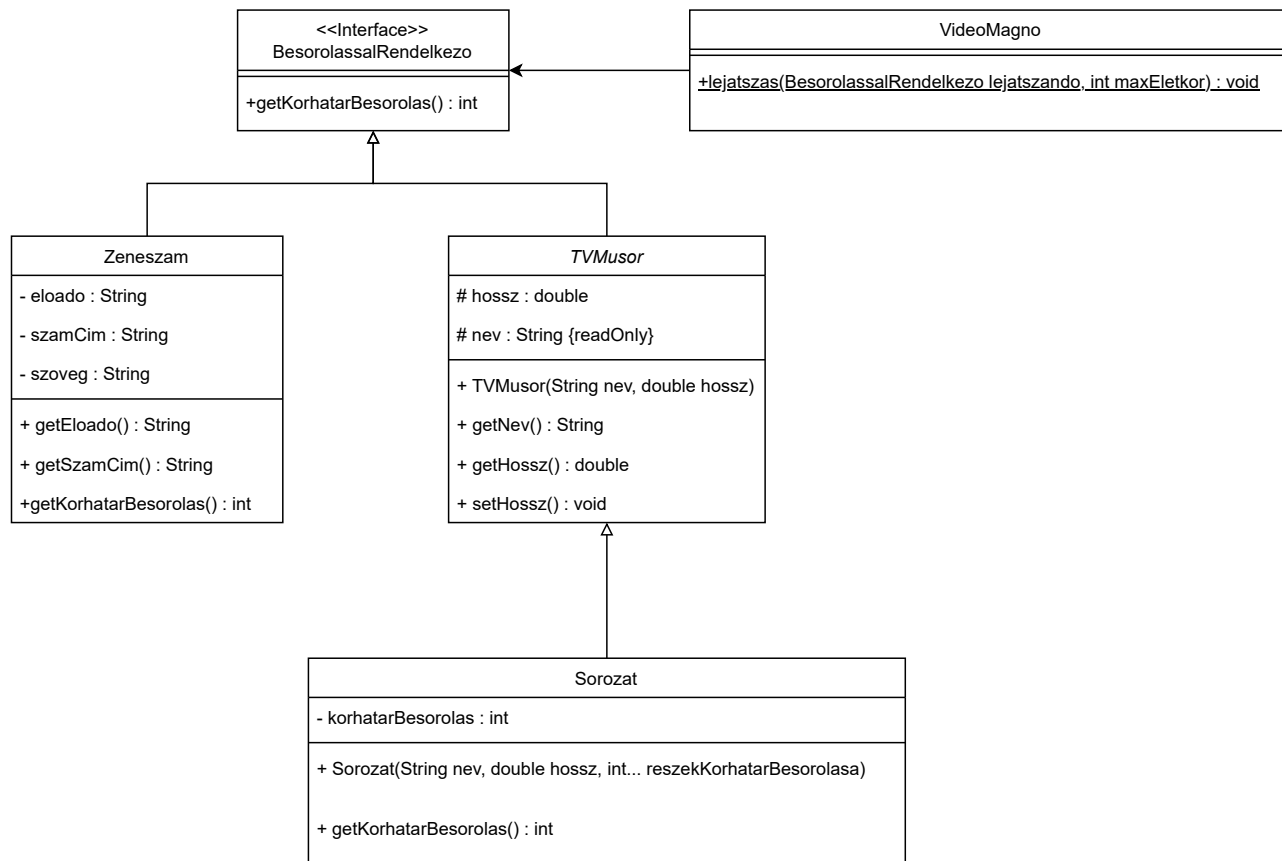 <<Interface>>
BesorolassalRendelkezo
+getKorhatarBesorolas() : int
VideoMagno
+lejatszas(BesorolassalRendelkezo lejatszando, int maxEletkor) : void
Zeneszam
- eloado : String
- szamCim : String
- szoveg : String
+ getEloado() : String
+ getSzamCim() : String
+getKorhatarBesorolas() : int
TVMusor
# hossz : double
# nev : String {readOnly}
+ TVMusor(String nev, double hossz)
+ getNev() : String
+ getHossz() : double
+ setHossz() : void
Sorozat
- korhatarBesorolas : int
+ Sorozat(String nev, double hossz, int... reszekKorhatarBesorolasa)
+ getKorhatarBesorolas() : int